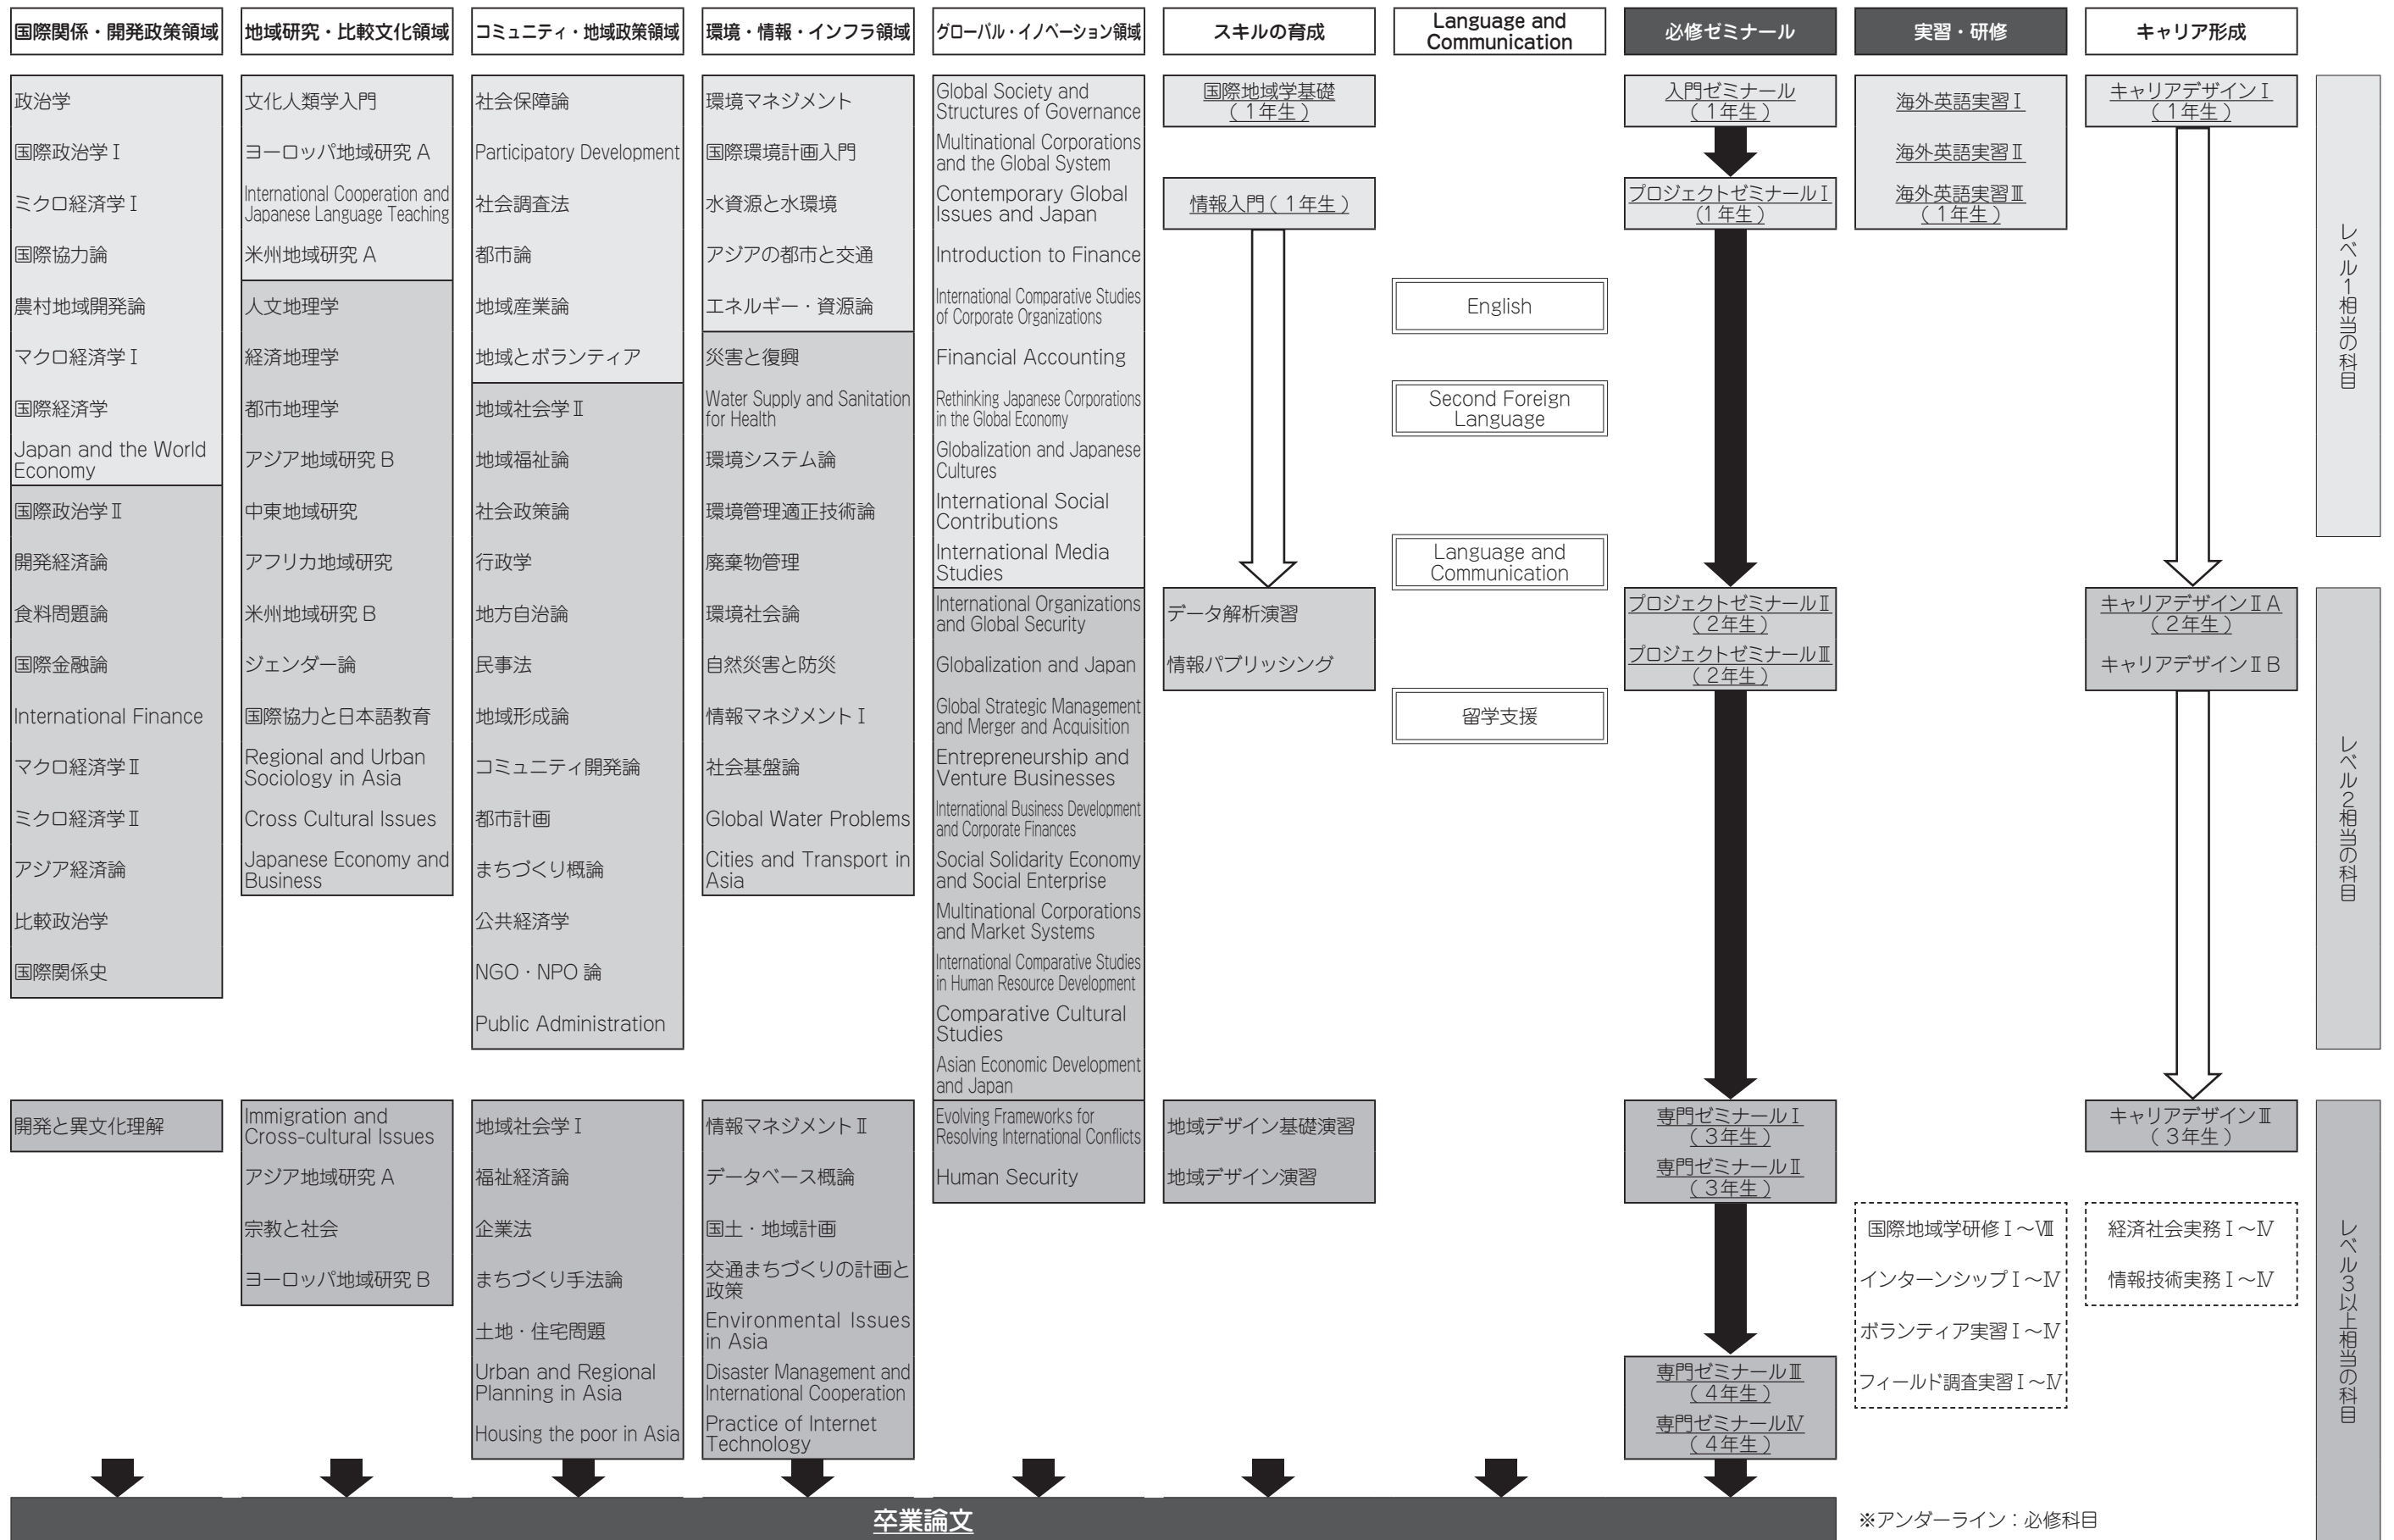 国際関係・開発政策領域
政治学
国際政治学Ⅰ
ミクロ経済学Ⅰ
国際協力論
農村地域開発論
マクロ経済学Ⅰ
国際経済学
Japan and the World
Economy
国際政治学Ⅱ
開発経済論
食料問題論
国際金融論
International Finance
マクロ経済学Ⅱ
ミクロ経済学Ⅱ
アジア経済論
比較政治学
国際関係史
開発と異文化理解
地域研究・比較文化領域
文化人類学入門
ヨーロッパ地域研究 A
International Cooperation and
Japanese Language Teaching
米州地域研究 A
人文地理学
経済地理学
都市地理学
アジア地域研究 B
中東地域研究
アフリカ地域研究
米州地域研究 B
ジェンダー論
国際協力と日本語教育
Regional and Urban
Sociology in Asia
Cross Cultural Issues
Japanese Economy and
Business
Immigration and
Cross-cultural Issues
アジア地域研究 A
宗教と社会
ヨーロッパ地域研究 B
コミュニティ・地域政策領域
社会保障論
Participatory Development
社会調査法
都市論
地域産業論
地域とボランティア
地域社会学Ⅱ
地域福祉論
社会政策論
行政学
地方自治論
民事法
地域形成論
コミュニティ開発論
都市計画
まちづくり概論
公共経済学
NGO・NPO 論
Public Administration
地域社会学Ⅰ
福祉経済論
企業法
まちづくり手法論
土地・住宅問題
Urban and Regional
Planning in Asia
Housing the poor in Asia
環境・情報・インフラ領域
環境マネジメント
国際環境計画入門
水資源と水環境
アジアの都市と交通
エネルギー・資源論
災害と復興
Water Supply and Sanitation
for Health
環境システム論
環境管理適正技術論
廃棄物管理
環境社会論
自然災害と防災
情報マネジメントⅠ
社会基盤論
Global Water Problems
Cities and Transport in
Asia
情報マネジメントⅡ
データベース概論
国土・地域計画
交通まちづくりの計画と
政策
Environmental Issues
in Asia
Disaster Management and
International Cooperation
Practice of Internet
Technology
グローバル・イノベーション領域
Global Society and
Structures of Governance
Multinational Corporations
and the Global System
Contemporary Global
Issues and Japan
Introduction to Finance
International Comparative Studies
of Corporate Organizations
Financial Accounting
Rethinking Japanese Corporations
in the Global Economy
Globalization and Japanese
Cultures
International Social
Contributions
International Media
Studies
International Organizations
and Global Security
Globalization and Japan
Global Strategic Management
and Merger and Acquisition
Entrepreneurship and
Venture Businesses
International Business Development
and Corporate Finances
Social Solidarity Economy
and Social Enterprise
Multinational Corporations
and Market Systems
International Comparative Studies
in Human Resource Development
Comparative Cultural
Studies
Asian Economic Development
and Japan
Evolving Frameworks for
Resolving International Conflicts
Human Security
スキルの育成
国際地域学基礎
(1年生)
情報入門(1年生)
データ解析演習
情報パブリッシング
地域デザイン基礎演習
地域デザイン演習
Language and
Communication
English
Second Foreign
Language
Language and
Communication
留学支援
必修ゼミナール
入門ゼミナール
(1年生)
プロジェクトゼミナールⅠ
(1年生)
プロジェクトゼミナールⅡ
(2年生)
プロジェクトゼミナールⅢ
(2年生)
専門ゼミナールⅠ
(3年生)
専門ゼミナールⅡ
(3年生)
専門ゼミナールⅢ
(4年生)
専門ゼミナールⅣ
(4年生)
実習・研修
海外英語実習Ⅰ
海外英語実習Ⅱ
海外英語実習Ⅲ
(1年生)
国際地域学研修Ⅰ～Ⅷ
インターンシップⅠ～Ⅳ
ボランティア実習Ⅰ～Ⅳ
フィールド調査実習Ⅰ～Ⅳ
キャリア形成
キャリアデザインⅠ
(1年生)
キャリアデザインⅡA
(2年生)
キャリアデザインⅡB
キャリアデザインⅢ
(3年生)
経済社会実務Ⅰ～Ⅳ
情報技術実務Ⅰ～Ⅳ
レベル1相当の科目
レベル2相当の科目
レベル3以上相当の科目
卒業論文
※アンダーライン：必修科目